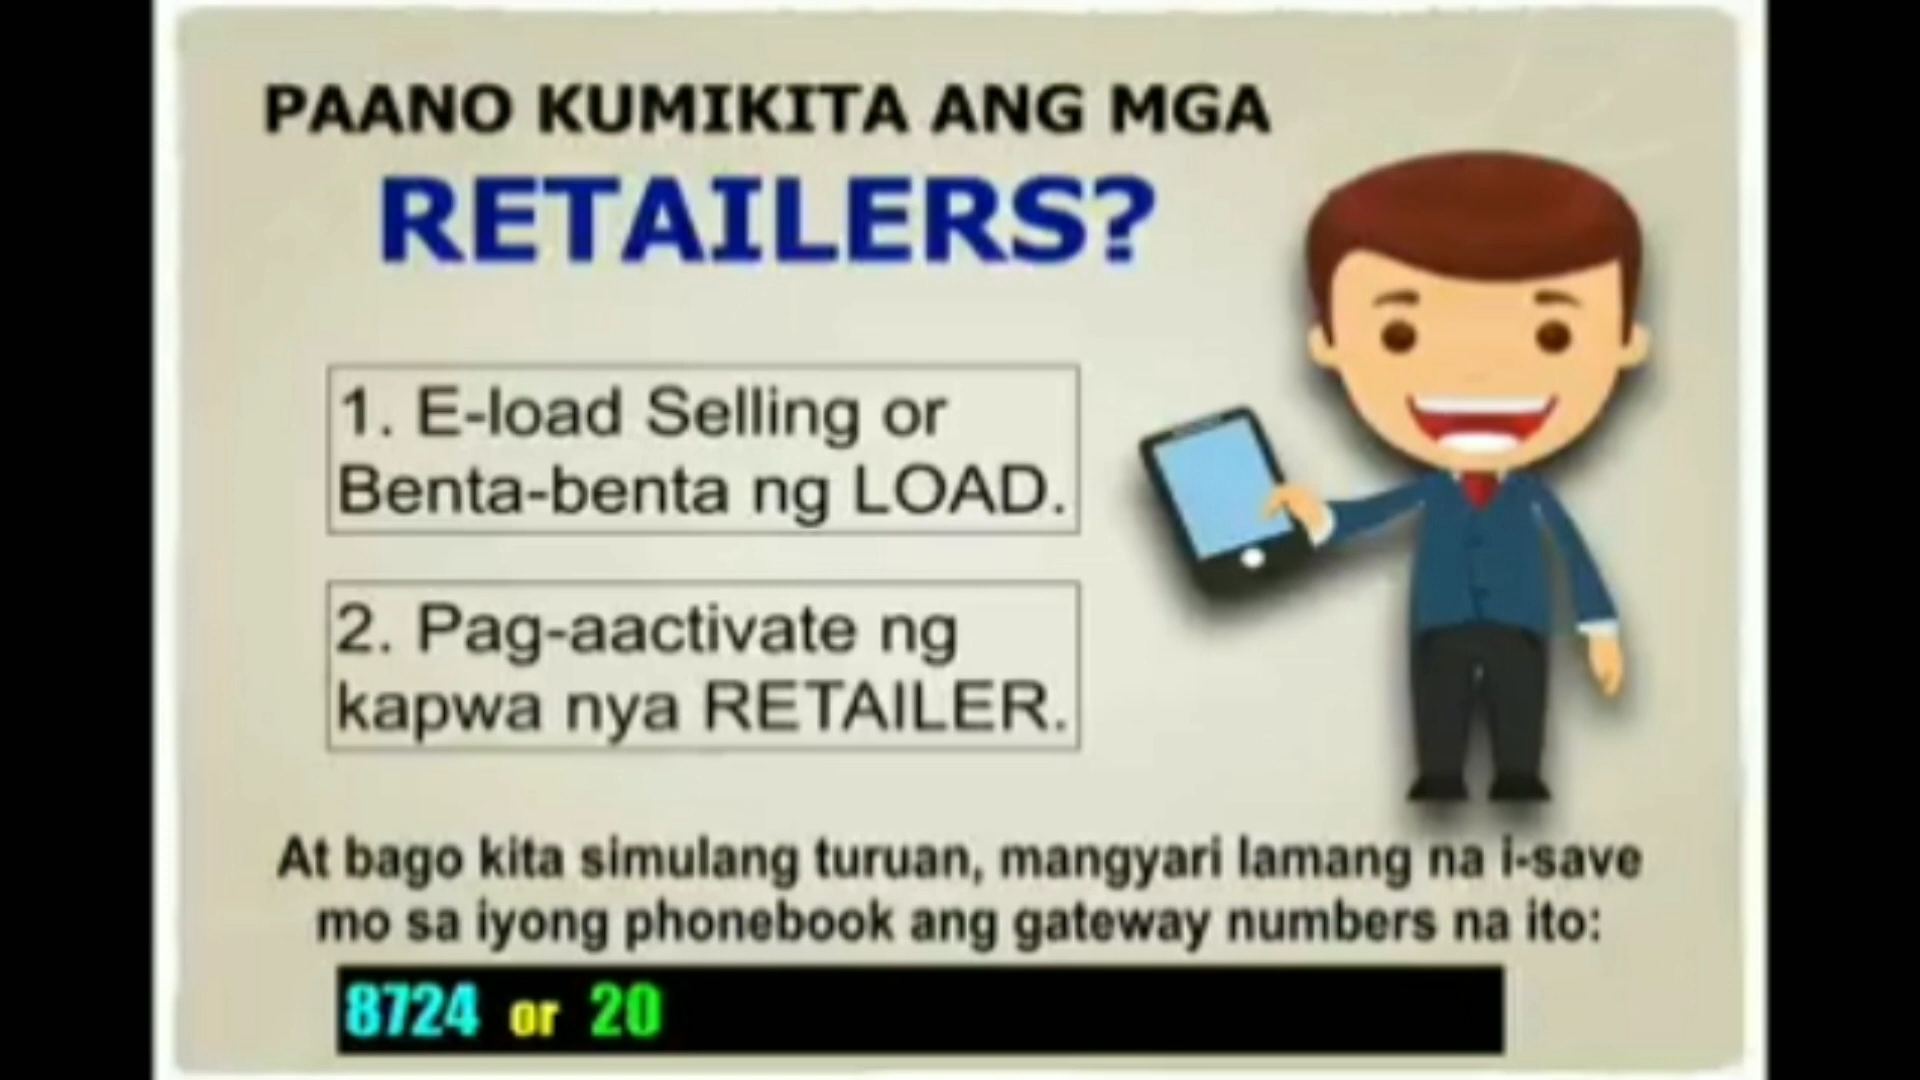 PAANO KUMIKITA ANG MGA
RETAILERS?
1. E-load Selling or
Benta-benta ng LOAD.
2. Pag-aactivate ng
kapwa nya RETAILER.
At bago kita simulang turuan, mangyari lamang na i-save
mo sa iyong phonebook ang gateway numbers na ito:
8724 or 20